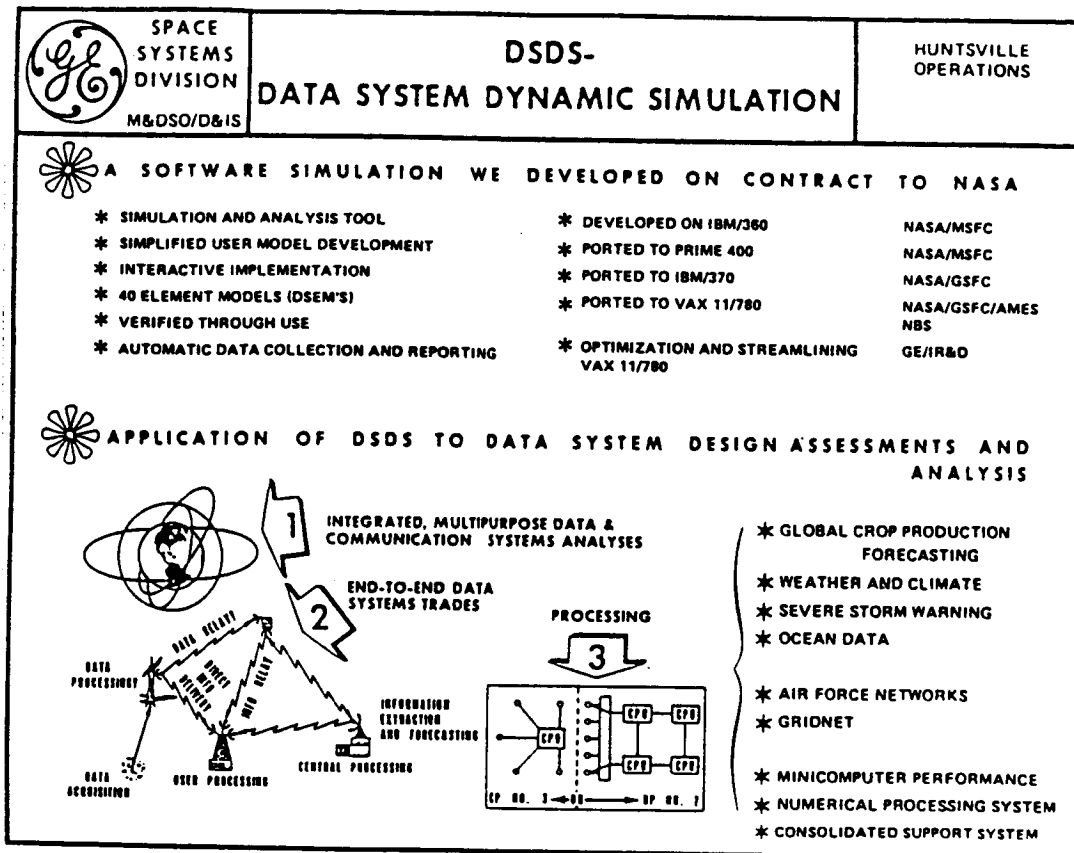 GE
SPACE
SYSTEMS
DIVISION
M&DSO/D&IS
DSDS-
DATA SYSTEM DYNAMIC SIMULATION
HUNTSVILLE
OPERATIONS
A SOFTWARE SIMULATION WE DEVELOPED ON CONTRACT TO NASA
* SIMULATION AND ANALYSIS TOOL
* SIMPLIFIED USER MODEL DEVELOPMENT
* INTERACTIVE IMPLEMENTATION
* 40 ELEMENT MODELS (DSEM'S)
* VERIFIED THROUGH USE
* AUTOMATIC DATA COLLECTION AND REPORTING
* DEVELOPED ON IBM/360 NASA/MSFC
* PORTED TO PRIME 400 NASA/MSFC
* PORTED TO IBM/370 NASA/GSFC
* PORTED TO VAX 11/780 NASA/GSFC/AMES
NBS
* OPTIMIZATION AND STREAMLINING GE/IR&D
VAX 11/780
APPLICATION OF DSDS TO DATA SYSTEM DESIGN ASSESSMENTS AND
ANALYSIS
1
INTEGRATED, MULTIPURPOSE DATA &
COMMUNICATION SYSTEMS ANALYSES
2
END-TO-END DATA
SYSTEMS TRADES
DATA RELAY
DATA
PROCESSING
DIRECT
DELIVERY
RELAY
INFORMATION
EXTRACTION
AND FORECASTING
DATA
ACQUISITION
USER PROCESSING
CENTRAL PROCESSING
PROCESSING
3
CPU
CPU
CPU
CPU
CPU
* GLOBAL CROP PRODUCTION
FORECASTING
* WEATHER AND CLIMATE
* SEVERE STORM WARNING
* OCEAN DATA
* AIR FORCE NETWORKS
* GRIDNET
* MINICOMPUTER PERFORMANCE
* NUMERICAL PROCESSING SYSTEM
* CONSOLIDATED SUPPORT SYSTEM